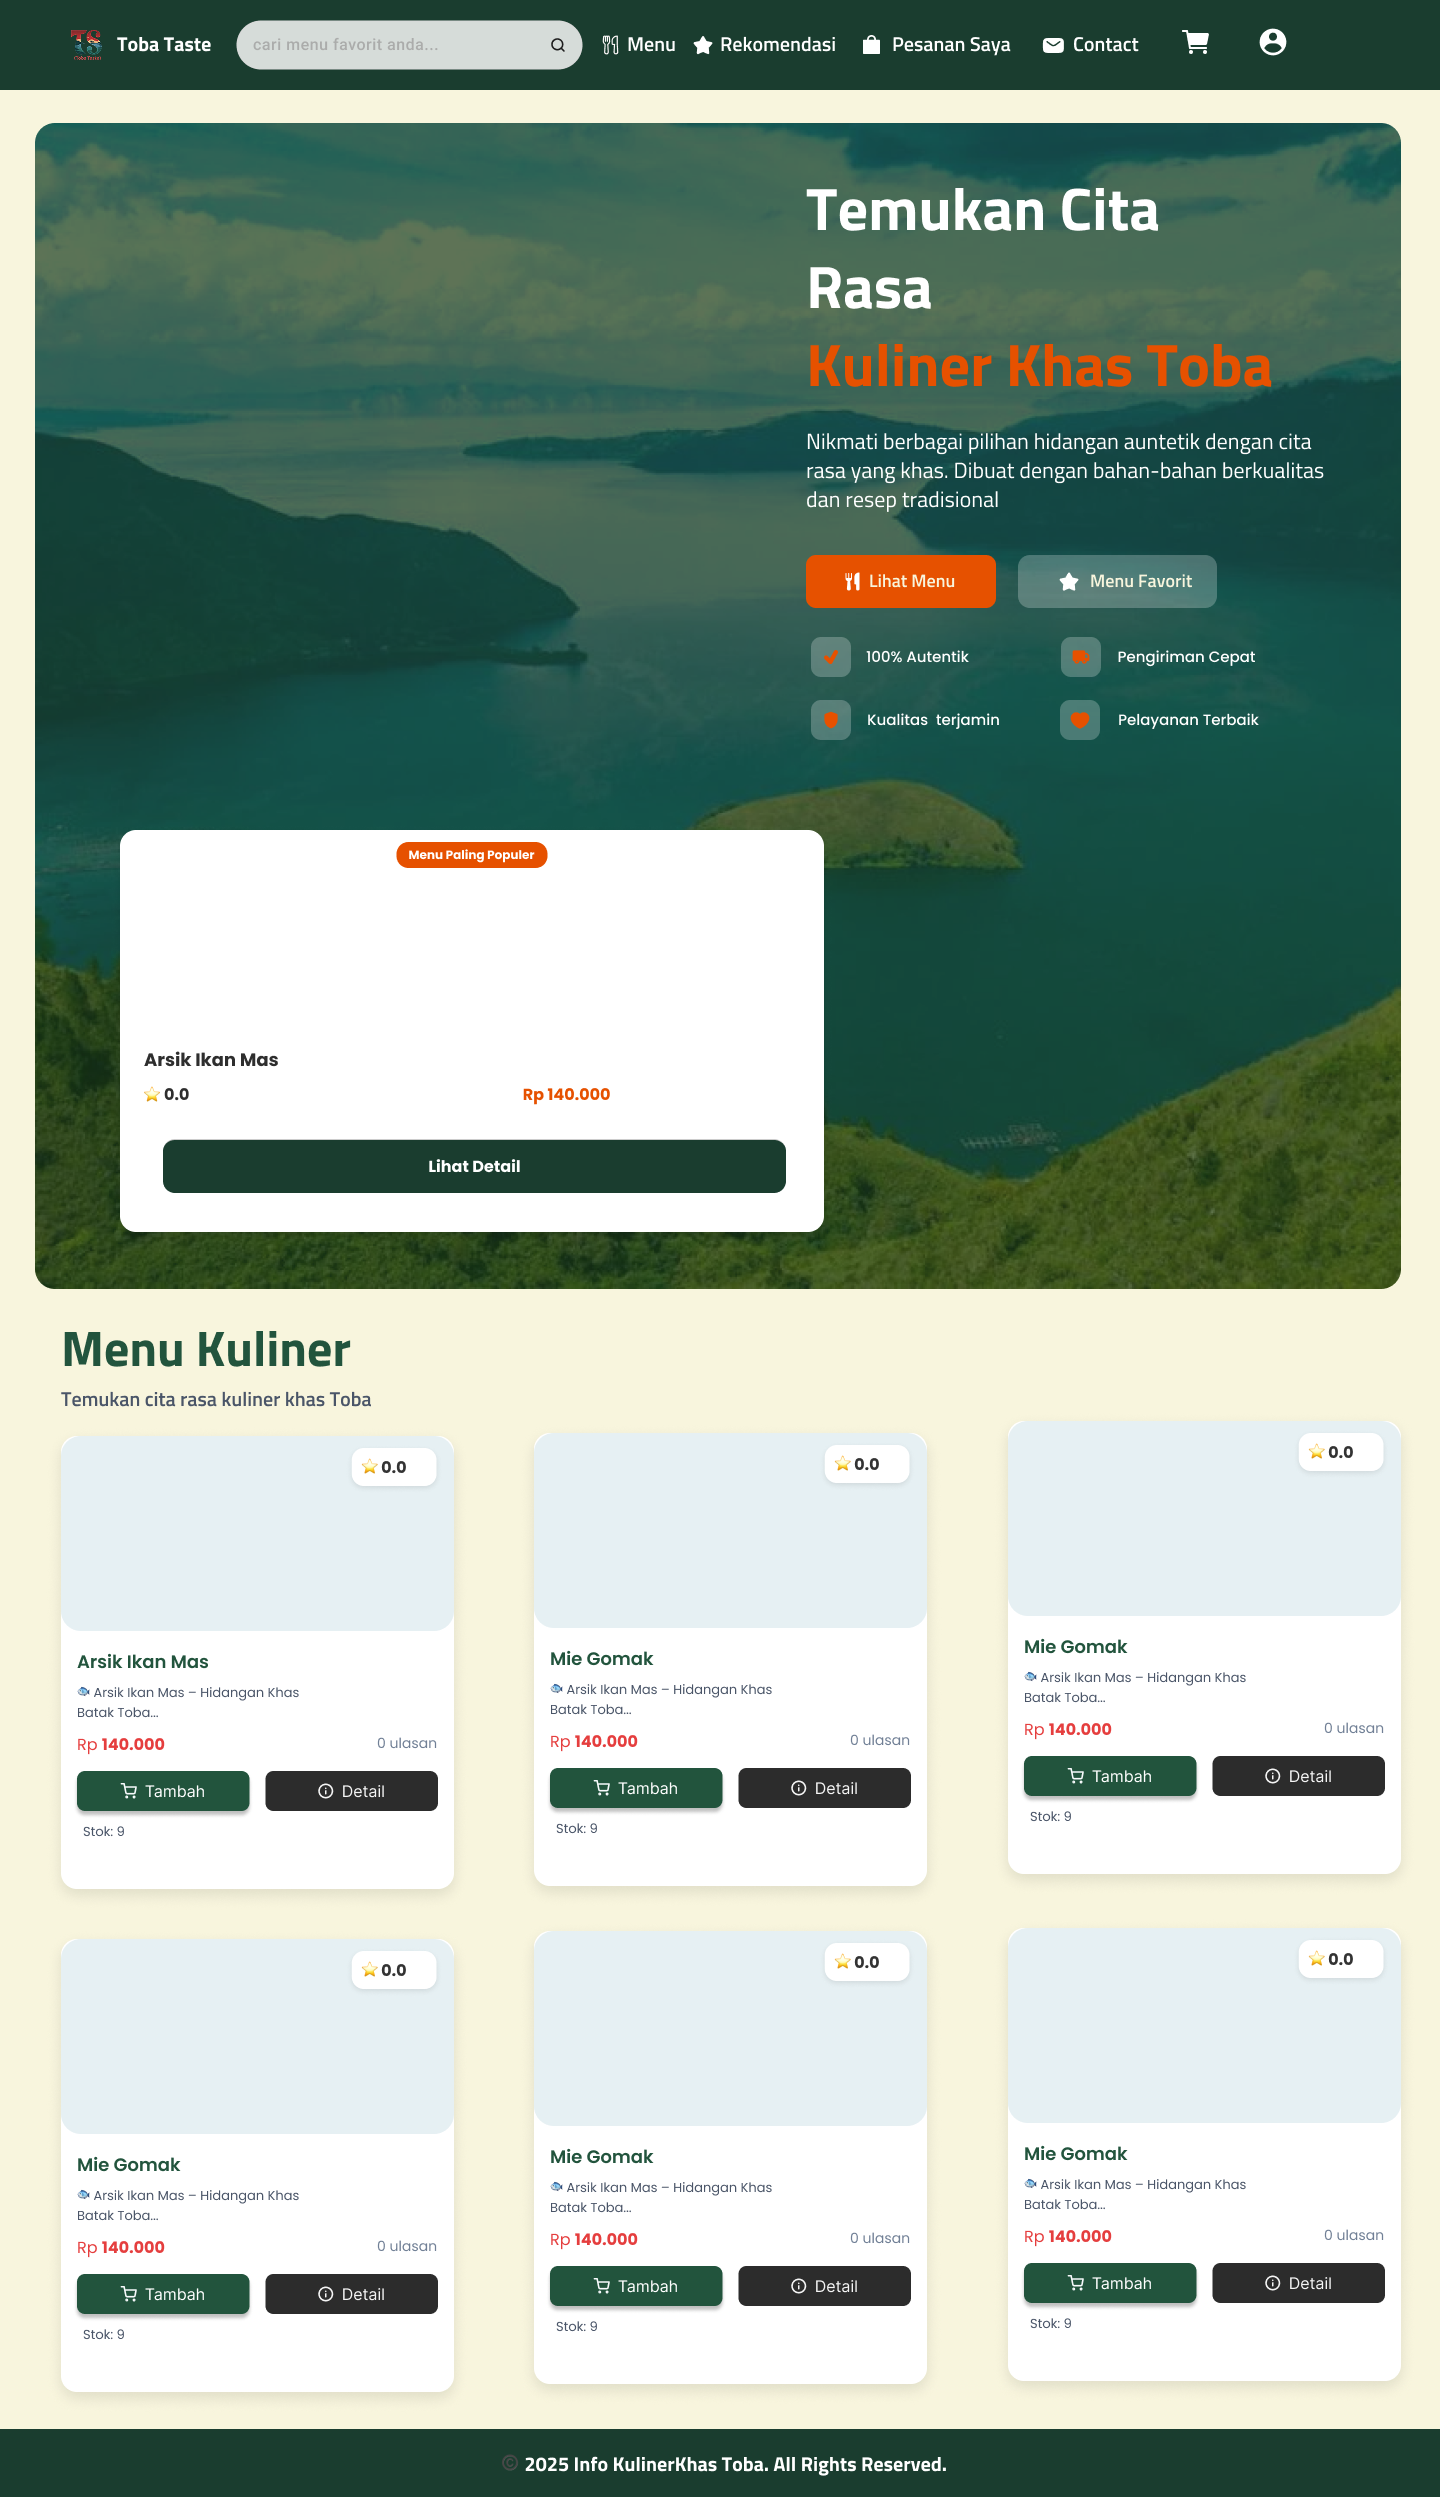 TS
Toba Taste
cari menu favorit anda...
Menu
Rekomendasi
Pesanan Saya
Contact
Temukan Cita
Rasa
Kuliner Khas Toba
Nikmati berbagai pilihan hidangan auntetik dengan cita
rasa yang khas. Dibuat dengan bahan-bahan berkualitas
dan resep tradisional
Lihat Menu
Menu Favorit
100% Autentik
Pengiriman Cepat
Kualitas terjamin
Pelayanan Terbaik
Menu Paling Populer
Arsik Ikan Mas
0.0
Rp 140.000
Lihat Detail
Menu Kuliner
Temukan cita rasa kuliner khas Toba
0.0
Arsik Ikan Mas
Arsik Ikan Mas – Hidangan Khas
Batak Toba...
Rp 140.000
0 ulasan
Tambah
Detail
Stok: 9
0.0
Mie Gomak
Arsik Ikan Mas – Hidangan Khas
Batak Toba...
Rp 140.000
0 ulasan
Tambah
Detail
Stok: 9
0.0
Mie Gomak
Arsik Ikan Mas – Hidangan Khas
Batak Toba...
Rp 140.000
0 ulasan
Tambah
Detail
Stok: 9
0.0
Mie Gomak
Arsik Ikan Mas – Hidangan Khas
Batak Toba...
Rp 140.000
0 ulasan
Tambah
Detail
Stok: 9
0.0
Mie Gomak
Arsik Ikan Mas – Hidangan Khas
Batak Toba...
Rp 140.000
0 ulasan
Tambah
Detail
Stok: 9
0.0
Mie Gomak
Arsik Ikan Mas – Hidangan Khas
Batak Toba...
Rp 140.000
0 ulasan
Tambah
Detail
Stok: 9
© 2025 Info KulinerKhas Toba. All Rights Reserved.